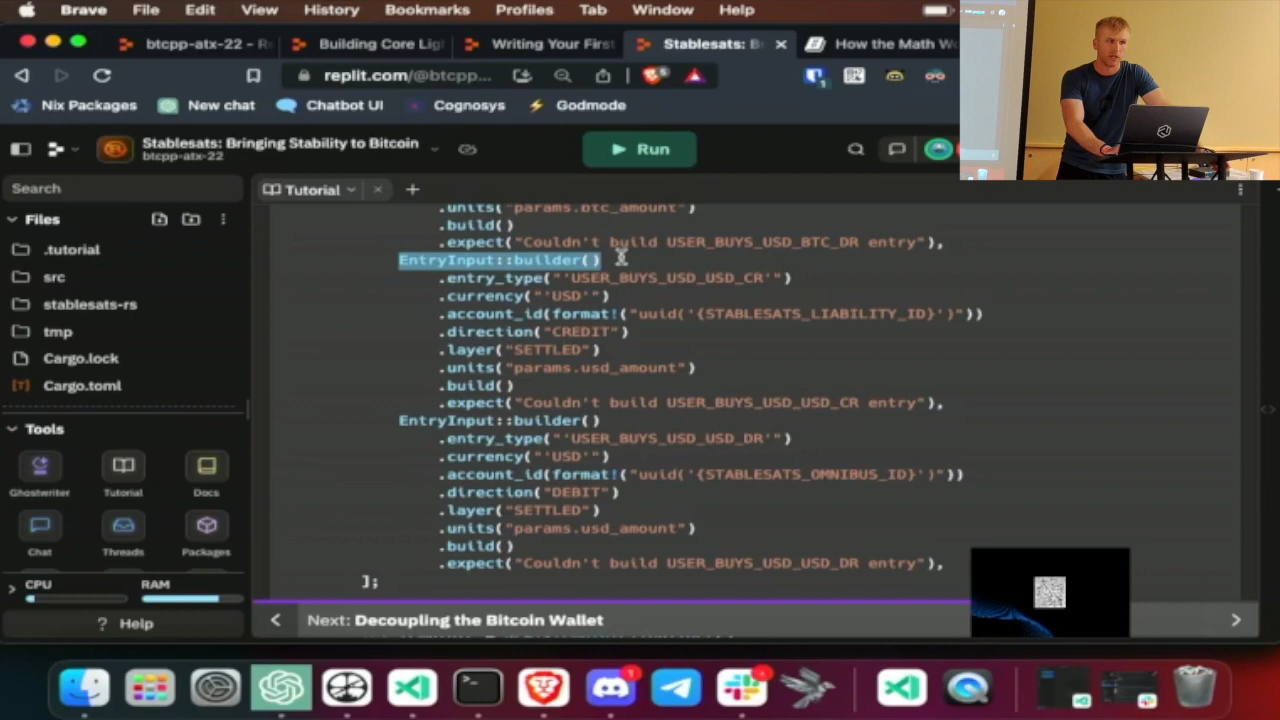 Brave File Edit View History Bookmarks Profiles Tab Window Help
btcpp-atx-22 - R
Building Core Lig
Writing Your First
Stablesats: B
How the Math W
replit.com/@btcpp...
Nix Packages New chat Chatbot UI Cognosys Godmode
Stablesats: Bringing Stability to Bitcoin
btcpp-atx-22
Run
Search
Tutorial
Files
.tutorial
src
stablesats-rs
tmp
Cargo.lock
Cargo.toml
Tools
Ghostwriter Tutorial Docs
Chat Threads Packages
CPU RAM
? Help
.units("params.btc_amount")
.build()
.expect("Couldn't build USER_BUYS_USD_BTC_DR entry"),
EntryInput::builder()
.entry_type("'USER_BUYS_USD_USD_CR'")
.currency("'USD'")
.account_id(format!("uuid('{STABLESATS_LIABILITY_ID}')"))
.direction("CREDIT")
.layer("SETTLED")
.units("params.usd_amount")
.build()
.expect("Couldn't build USER_BUYS_USD_USD_CR entry"),
EntryInput::builder()
.entry_type("'USER_BUYS_USD_USD_DR'")
.currency("'USD'")
.account_id(format!("uuid('{STABLESATS_OMNIBUS_ID}')"))
.direction("DEBIT")
.layer("SETTLED")
.units("params.usd_amount")
.build()
.expect("Couldn't build USER_BUYS_USD_USD_DR entry"),
];
Next: Decoupling the Bitcoin Wallet